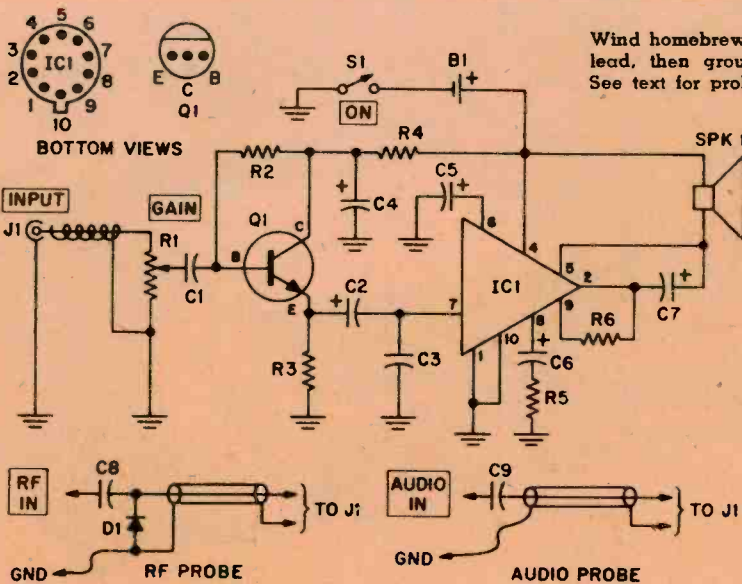 4 5 6
3 7
2 8
1 9
10
IC1
E C B
Q1
BOTTOM VIEWS
S1
ON
B1
+
Wind homebrew
lead, then grou
See text for pro
SPK
R2
R4
C5
+
+
C4
INPUT
J1
GAIN
R1
C1
Q1
B
C
E
+
C2
C3
R3
6
4
7
IC1
5
2
9
8
1
10
+
C6
R5
R6
C7
+
RF
IN
C8
D1
GND
TO J1
RF PROBE
AUDIO
IN
C9
GND
TO J1
AUDIO PROBE